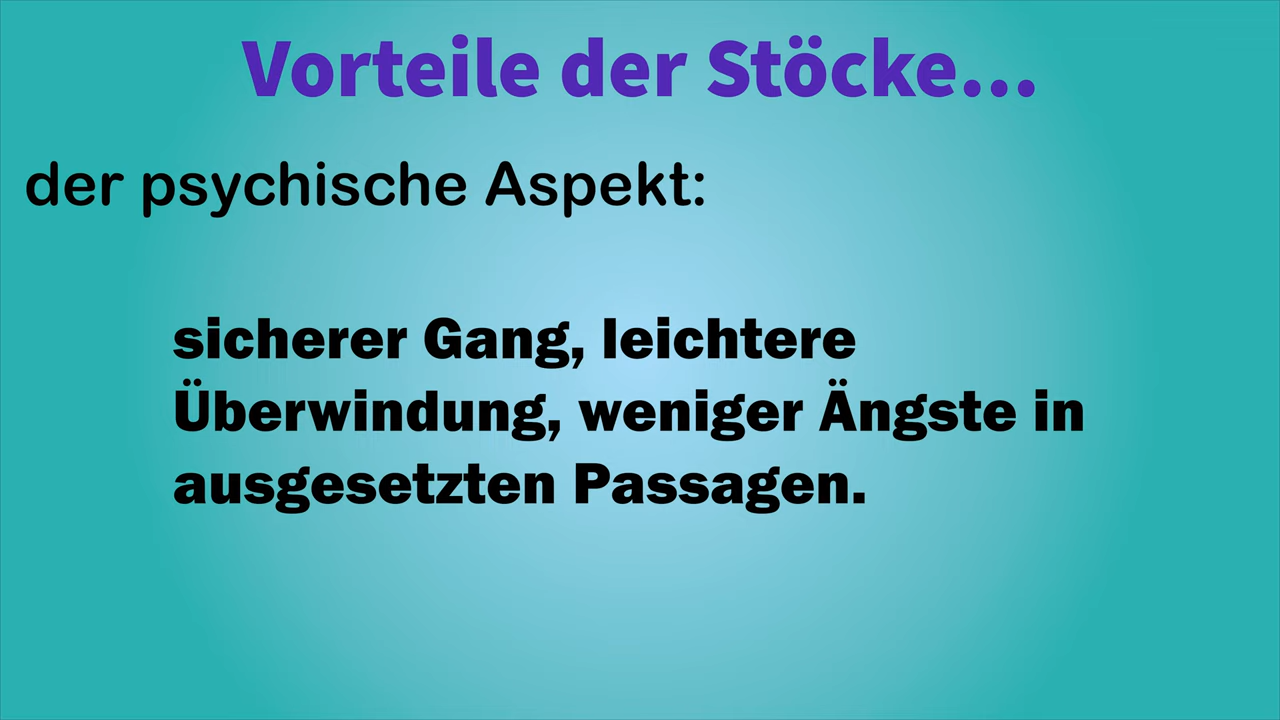 Vorteile der Stöcke...
der psychische Aspekt:
sicherer Gang, leichtere
Überwindung, weniger Ängste in
ausgesetzten Passagen.